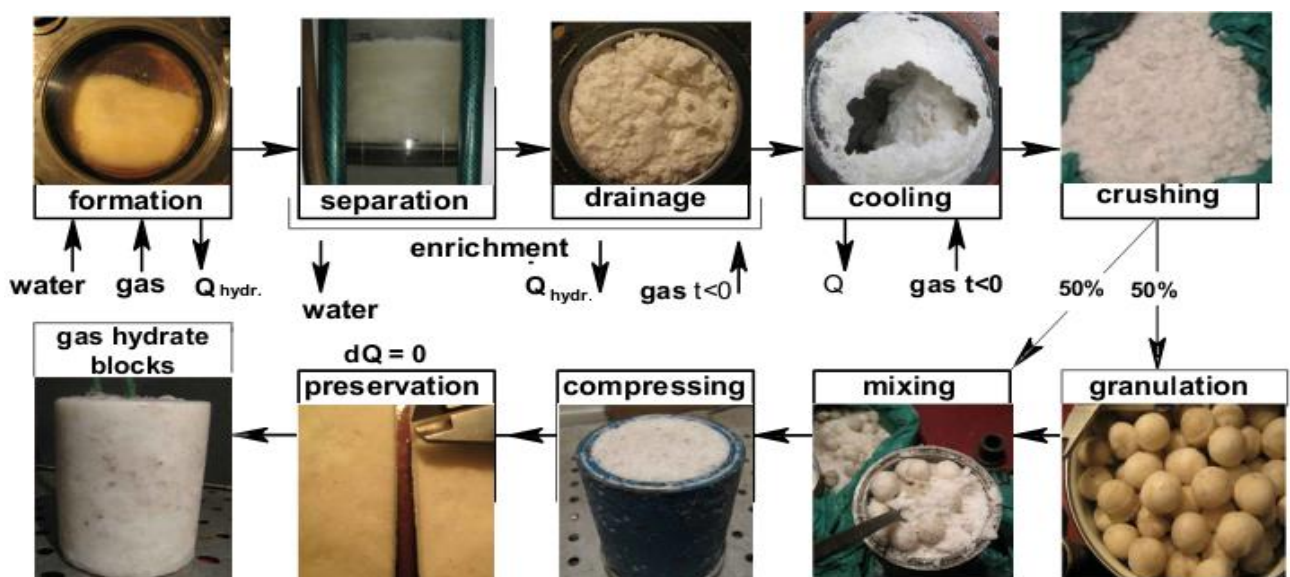 formation
separation
drainage
cooling
crushing
enrichment
water
gas
Q hydr.
water
Q hydr.
gas t<0
Q
gas t<0
50%
50%
gas hydrate
blocks
dQ = 0
preservation
compressing
mixing
granulation